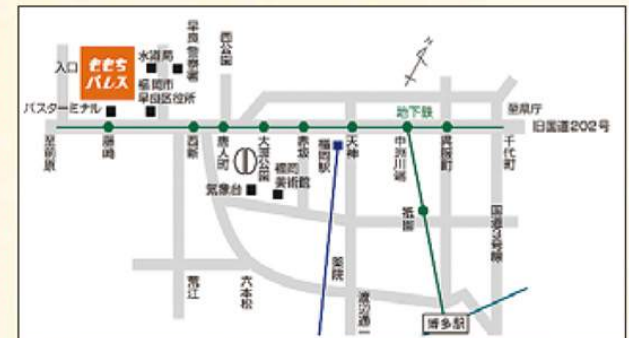 ももち
パレス
入口
水道局
早良警察署
西公園
福岡市
早良区役所
バスターミナル
地下鉄
至県庁
旧国道202号
至前原
藤崎
西新
唐人町
大濠公園
赤坂
福岡駅
天神
中洲川端
呉服町
千代町
気象台
福岡
美術館
祇園
国道3号線
薬院
渡辺通一
荒江
六本松
博多駅
N